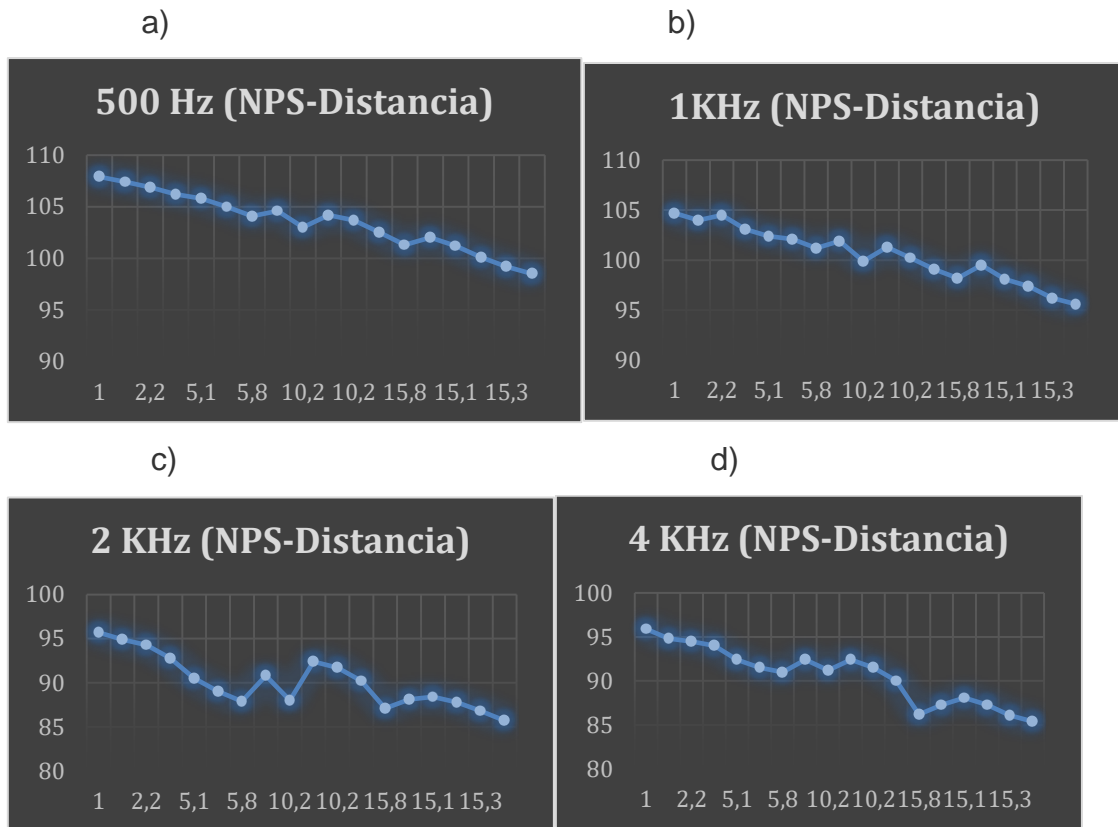 a)
b)
500 Hz (NPS-Distancia)
110
105
100
95
90
1 2,2 5,1 5,8 10,2 10,2 15,8 15,1 15,3
1KHz (NPS-Distancia)
110
105
100
95
90
1 2,2 5,1 5,8 10,2 10,2 15,8 15,1 15,3
c)
d)
2 KHz (NPS-Distancia)
100
95
90
85
80
1 2,2 5,1 5,8 10,2 10,2 15,8 15,1 15,3
4 KHz (NPS-Distancia)
100
95
90
85
80
1 2,2 5,1 5,8 10,2 10,2 15,8 15,1 15,3